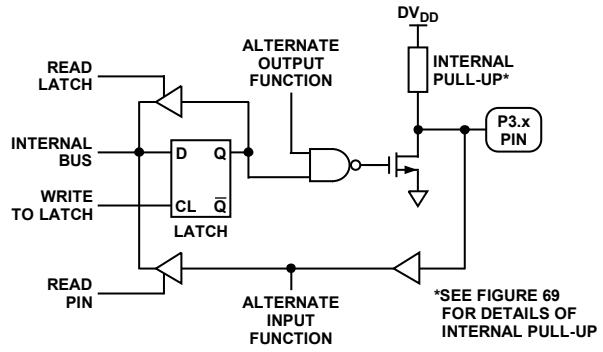 DVDD
ALTERNATE
OUTPUT
FUNCTION
INTERNAL
PULL-UP*
READ
LATCH
P3.x
PIN
INTERNAL
BUS
D Q
WRITE
TO LATCH
CL Q̅
LATCH
READ
PIN
ALTERNATE
INPUT
FUNCTION
*SEE FIGURE 69
FOR DETAILS OF
INTERNAL PULL-UP